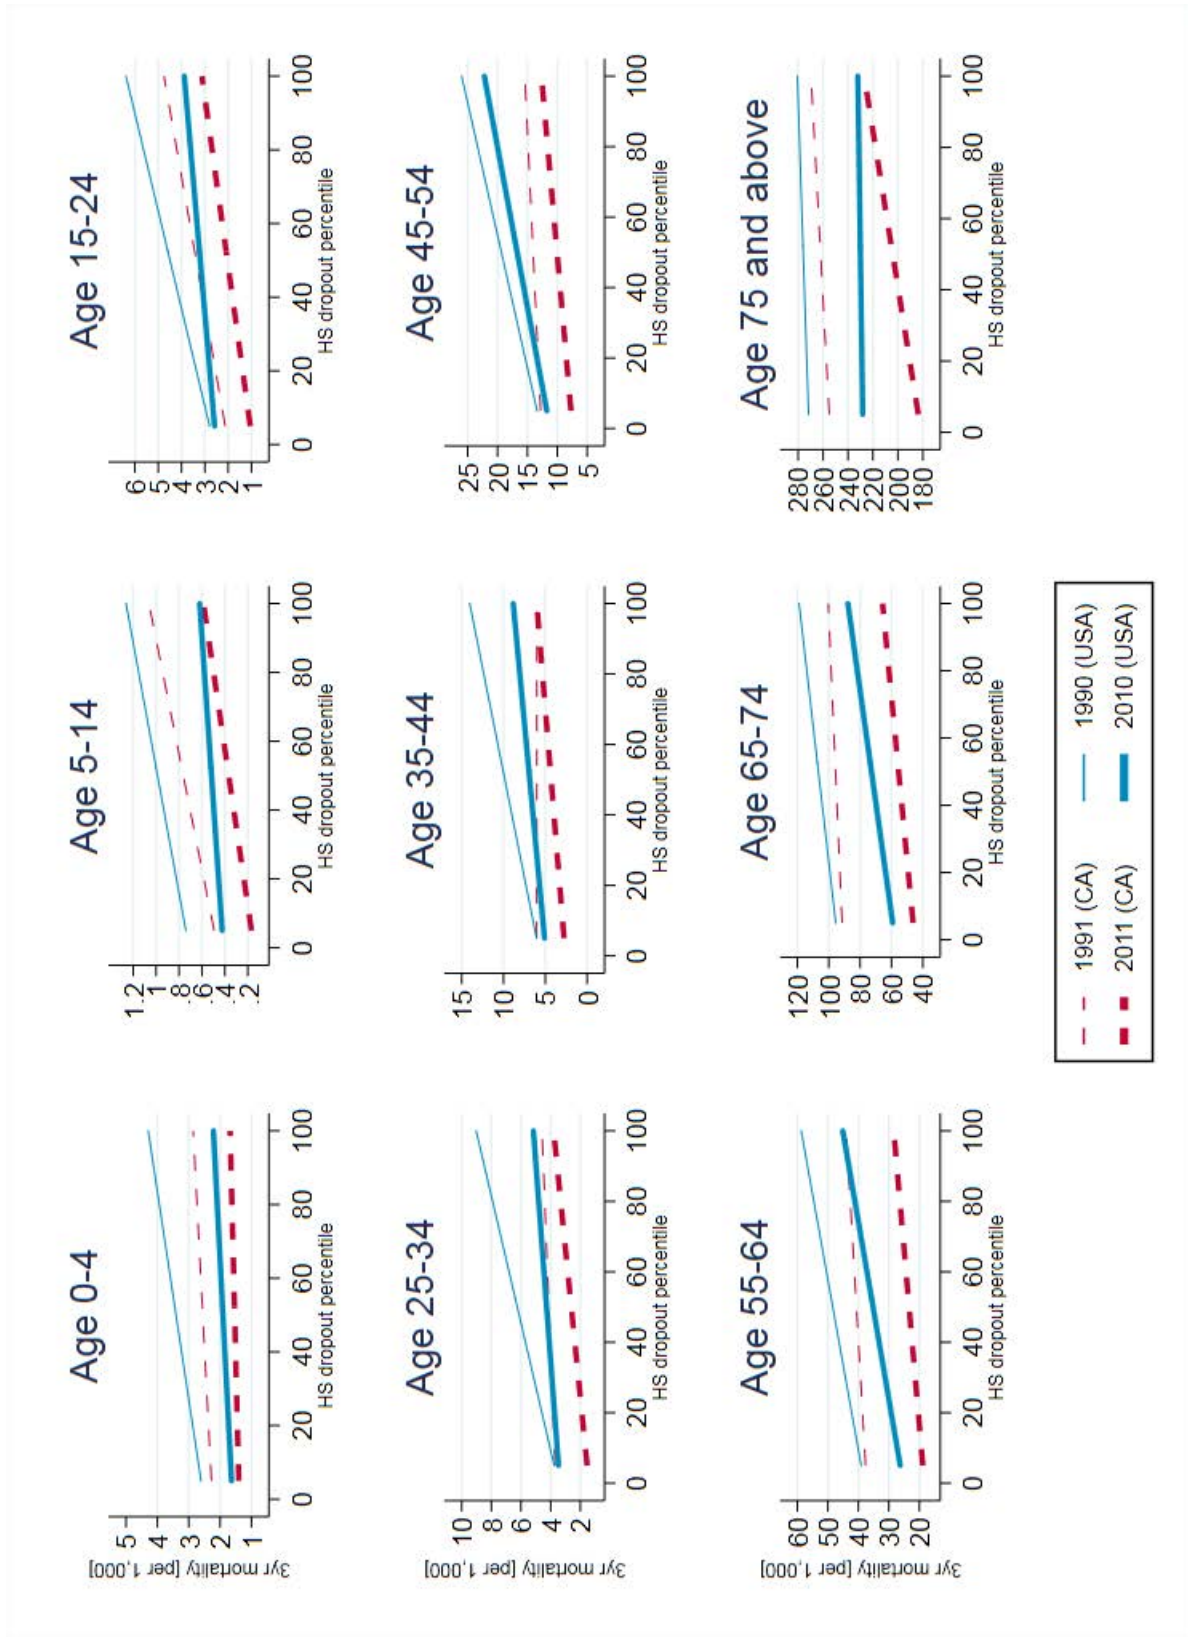 Age 0-4
3yr mortality [per 1,000]
5
4
3
2
1
0 20 40 60 80 100
HS dropout percentile
Age 5-14
1.2
1
.8
.6
.4
.2
0 20 40 60 80 100
HS dropout percentile
Age 15-24
6
5
4
3
2
1
0 20 40 60 80 100
HS dropout percentile
Age 25-34
3yr mortality [per 1,000]
10
8
6
4
2
0 20 40 60 80 100
HS dropout percentile
Age 35-44
15
10
5
0
0 20 40 60 80 100
HS dropout percentile
Age 45-54
25
20
15
10
5
0 20 40 60 80 100
HS dropout percentile
Age 55-64
3yr mortality [per 1,000]
60
50
40
30
20
0 20 40 60 80 100
HS dropout percentile
Age 65-74
120
100
80
60
40
0 20 40 60 80 100
HS dropout percentile
Age 75 and above
280
260
240
220
200
180
0 20 40 60 80 100
HS dropout percentile
1991 (CA) 1990 (USA)
2011 (CA) 2010 (USA)